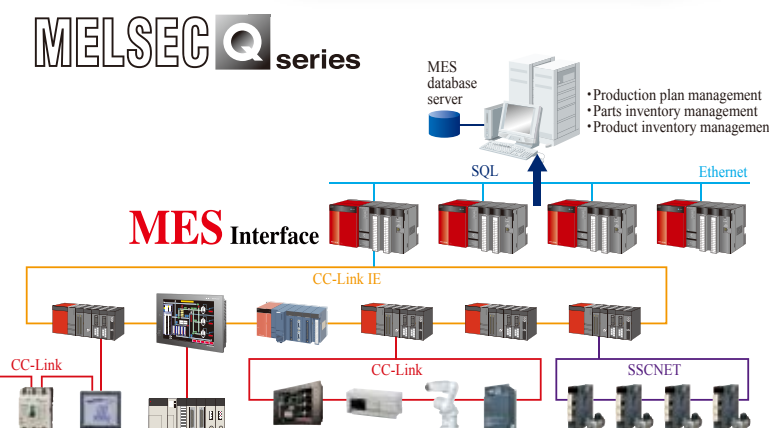 MELSEC Q series
MES
database
server
・Production plan management
・Parts inventory management
・Product inventory managemen
SQL
Ethernet
MES Interface
CC-Link IE
CC-Link
CC-Link
SSCNET